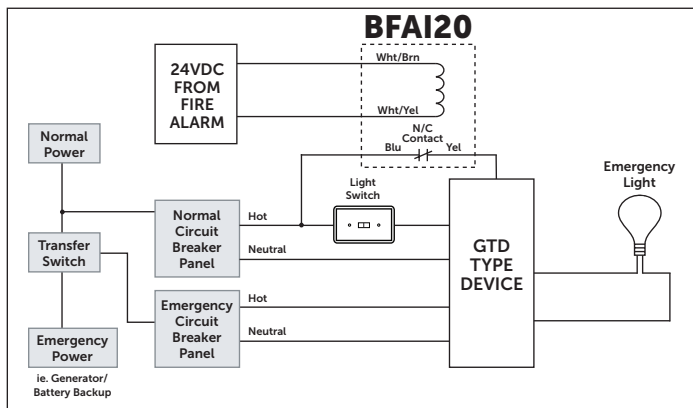 BFAI20
24VDC
FROM
FIRE
ALARM
Wht/Brn
Wht/Yel
N/C
Contact
Blu
Yel
Normal
Power
Transfer
Switch
Emergency
Power
ie. Generator/
Battery Backup
Normal
Circuit
Breaker
Panel
Hot
Neutral
Light
Switch
Emergency
Circuit
Breaker
Panel
Hot
Neutral
GTD
TYPE
DEVICE
Emergency
Light